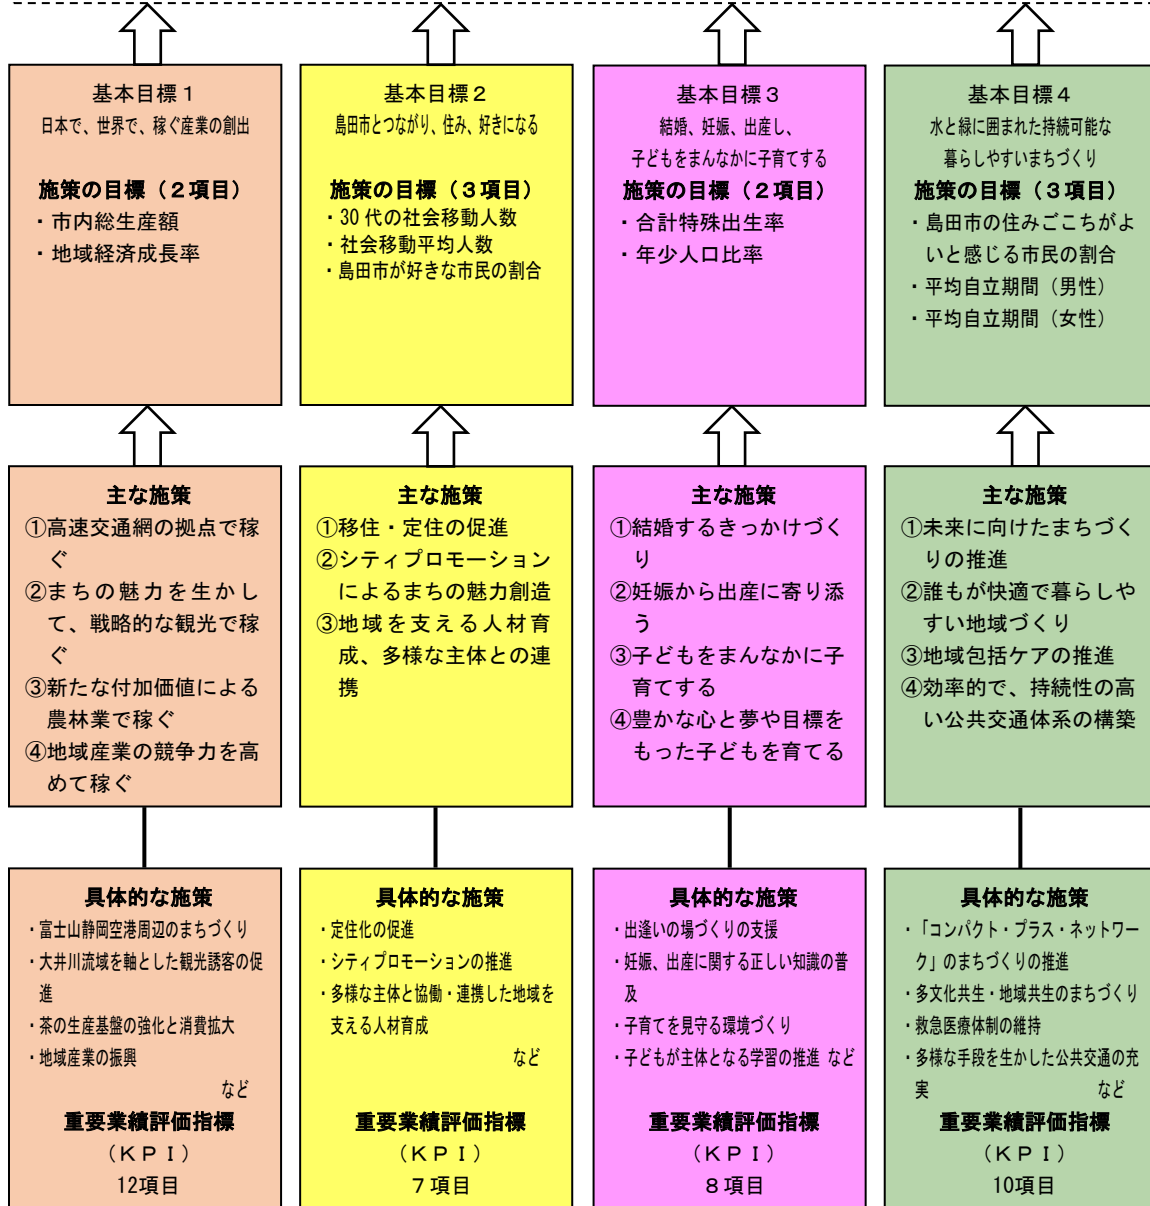 基本目標１
日本で、世界で、稼ぐ産業の創出
施策の目標（２項目）
・市内総生産額
・地域経済成長率
基本目標２
島田市とつながり、住み、好きになる
施策の目標（３項目）
・30 代の社会移動人数
・社会移動平均人数
・島田市が好きな市民の割合
基本目標３
結婚、妊娠、出産し、
子どもをまんなかに子育てする
施策の目標（２項目）
・合計特殊出生率
・年少人口比率
基本目標４
水と緑に囲まれた持続可能な
暮らしやすいまちづくり
施策の目標（３項目）
・島田市の住みごこちがよ
いと感じる市民の割合
・平均自立期間（男性）
・平均自立期間（女性）
主な施策
①高速交通網の拠点で稼
ぐ
②まちの魅力を生かし
て、戦略的な観光で稼
ぐ
③新たな付加価値による
農林業で稼ぐ
④地域産業の競争力を高
めて稼ぐ
主な施策
①移住・定住の促進
②シティプロモーション
によるまちの魅力創造
③地域を支える人材育
成、多様な主体との連
携
主な施策
①結婚するきっかけづく
り
②妊娠から出産に寄り添
う
③子どもをまんなかに子
育てする
④豊かな心と夢や目標を
もった子どもを育てる
主な施策
①未来に向けたまちづく
りの推進
②誰もが快適で暮らしや
すい地域づくり
③地域包括ケアの推進
④効率的で、持続性の高
い公共交通体系の構築
具体的な施策
・富士山静岡空港周辺のまちづくり
・大井川流域を軸とした観光誘客の促
進
・茶の生産基盤の強化と消費拡大
・地域産業の振興
など
重要業績評価指標
（ＫＰＩ）
12項目
具体的な施策
・定住化の促進
・シティプロモーションの推進
・多様な主体と協働・連携した地域を
支える人材育成
など
重要業績評価指標
（ＫＰＩ）
７項目
具体的な施策
・出逢いの場づくりの支援
・妊娠、出産に関する正しい知識の普
及
・子育てを見守る環境づくり
・子どもが主体となる学習の推進 など
重要業績評価指標
（ＫＰＩ）
８項目
具体的な施策
・「コンパクト・プラス・ネットワー
ク」のまちづくりの推進
・多文化共生・地域共生のまちづくり
・救急医療体制の維持
・多様な手段を生かした公共交通の充
実 など
重要業績評価指標
（ＫＰＩ）
10項目